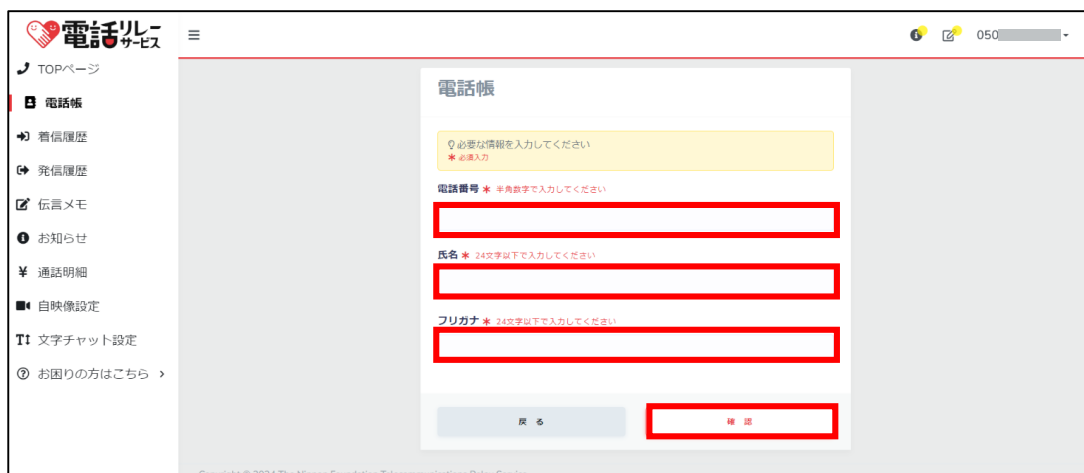 電話リレーサービス
050
TOPページ
電話帳
着信履歴
発信履歴
伝言メモ
お知らせ
通話明細
自映像設定
文字チャット設定
お困りの方はこちら
電話帳
必要な情報を入力してください
* 必須入力
電話番号 * 半角数字で入力してください
氏名 * 24文字以下で入力してください
フリガナ * 24文字以下で入力してください
戻る
確認